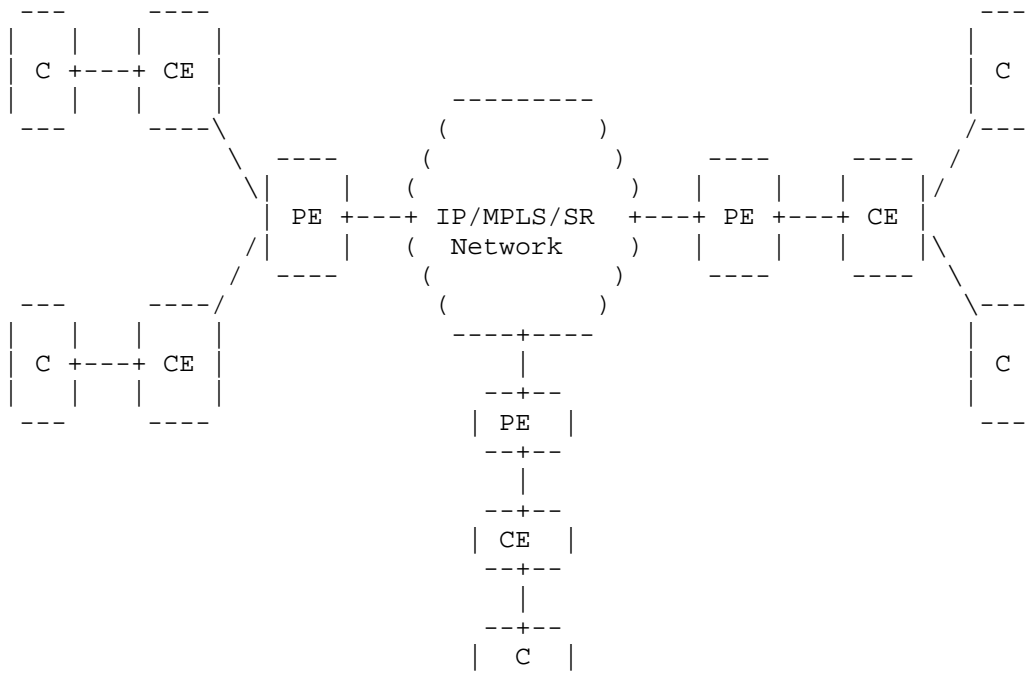 C CE C
IP/MPLS/SR
PE PE CE
Network
C CE C
PE
CE
C